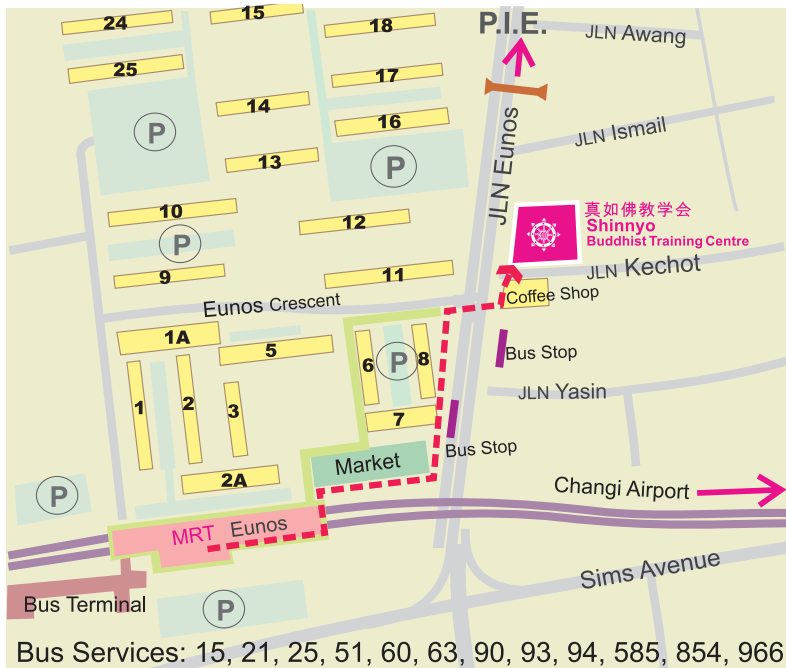 24
15
18
P.I.E.
JLN Awang
25
17
14
16
JLN Ismail
P
P
13
JLN Eunos
10
12
真如佛教学会
Shinnyo
Buddhist Training Centre
P
9
11
JLN Kechot
Coffee Shop
Eunos Crescent
1A
5
6
P
8
Bus Stop
1
2
3
JLN Yasin
7
Bus Stop
Market
2A
Changi Airport
P
MRT Eunos
Sims Avenue
Bus Terminal
P
Bus Services: 15, 21, 25, 51, 60, 63, 90, 93, 94, 585, 854, 966